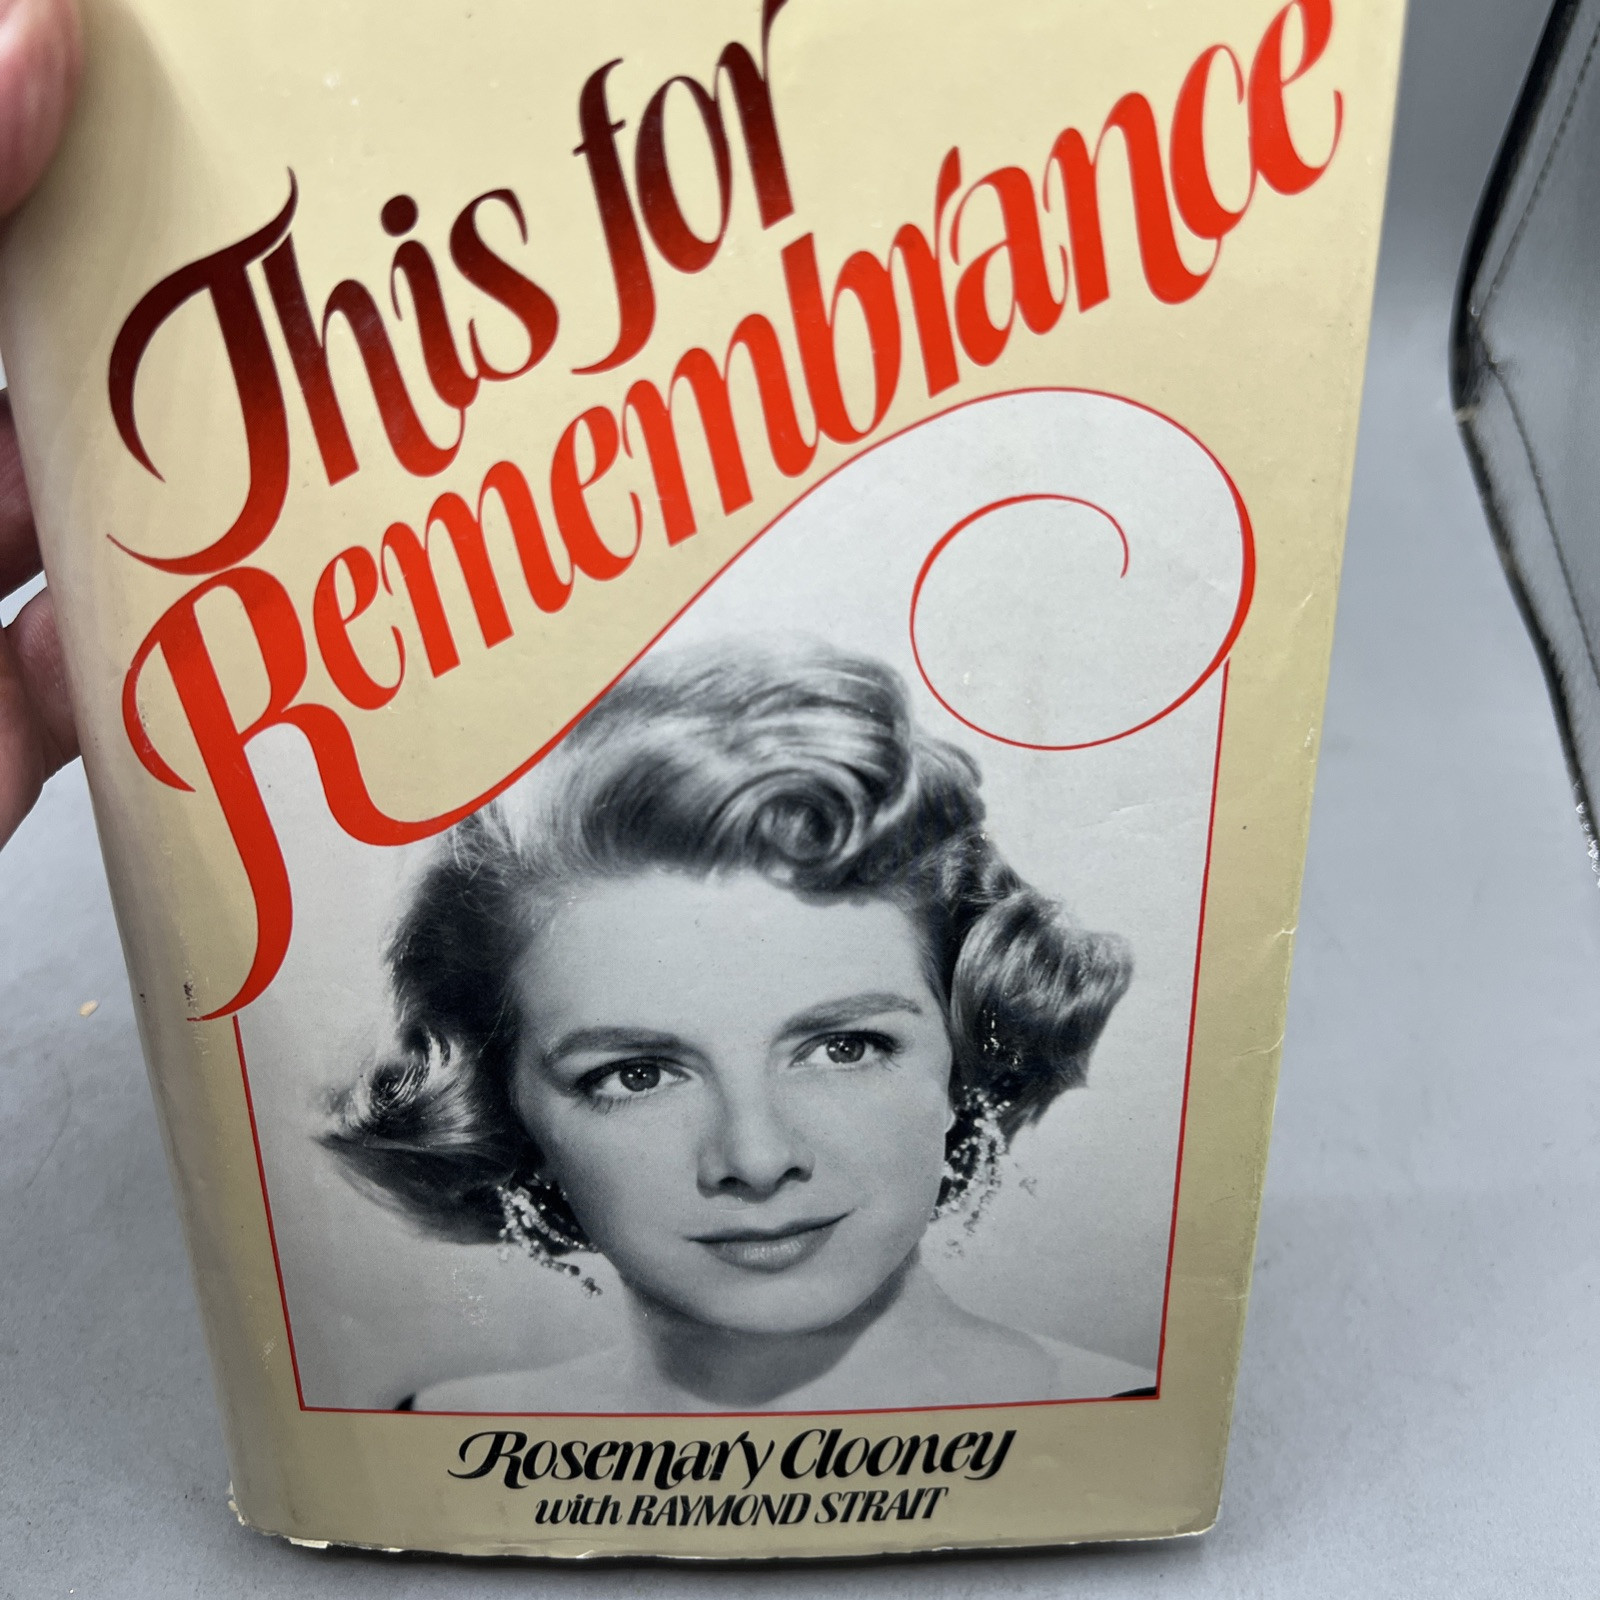 This for
Remembrance
Rosemary Clooney
with RAYMOND STRAIT